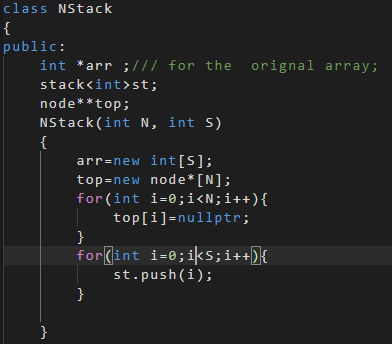 class NStack
{
public:
    int *arr ;/// for the  orignal array;
    stack<int>st;
    node**top;
    NStack(int N, int S)
    {
        arr=new int[S];
        top=new node*[N];
        for(int i=0;i<N;i++){
            top[i]=nullptr;
        }
        for(int i=0;i<S;i++){
            st.push(i);
        }

    }